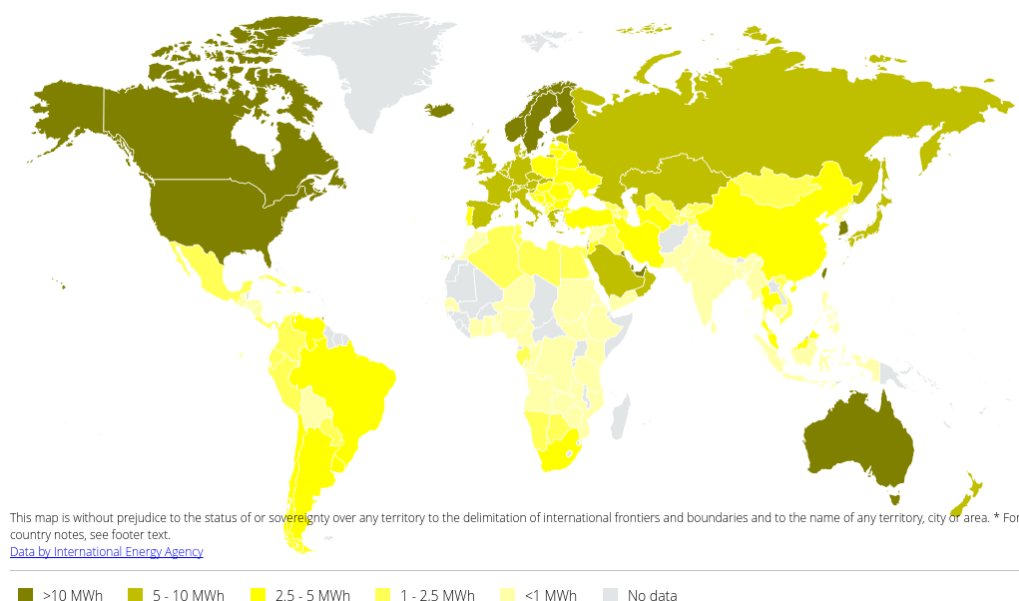 This map is without prejudice to the status of or sovereignty over any territory to the delimitation of international frontiers and boundaries and to the name of any territory, city or area. * For
country notes, see footer text.
Data by International Energy Agency
>10 MWh 5 - 10 MWh 2.5 - 5 MWh 1 - 2.5 MWh <1 MWh No data